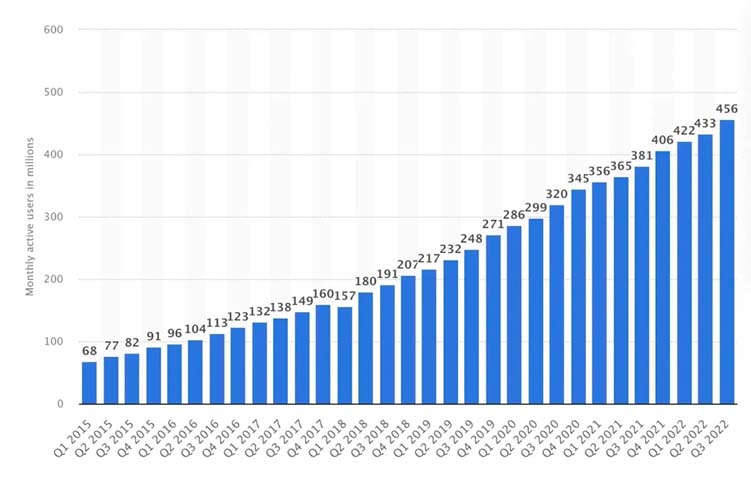 600
500
400
300
200
100
0
Monthly active users in millions
68
77
82
91
96
104
113
123
132
138
149
160
157
180
191
207
217
232
248
271
286
299
320
345
356
365
381
406
422
433
456
Q1 2015
Q2 2015
Q3 2015
Q4 2015
Q1 2016
Q2 2016
Q3 2016
Q4 2016
Q1 2017
Q2 2017
Q3 2017
Q4 2017
Q1 2018
Q2 2018
Q3 2018
Q4 2018
Q1 2019
Q2 2019
Q3 2019
Q4 2019
Q1 2020
Q2 2020
Q3 2020
Q4 2020
Q1 2021
Q2 2021
Q3 2021
Q4 2021
Q1 2022
Q2 2022
Q3 2022